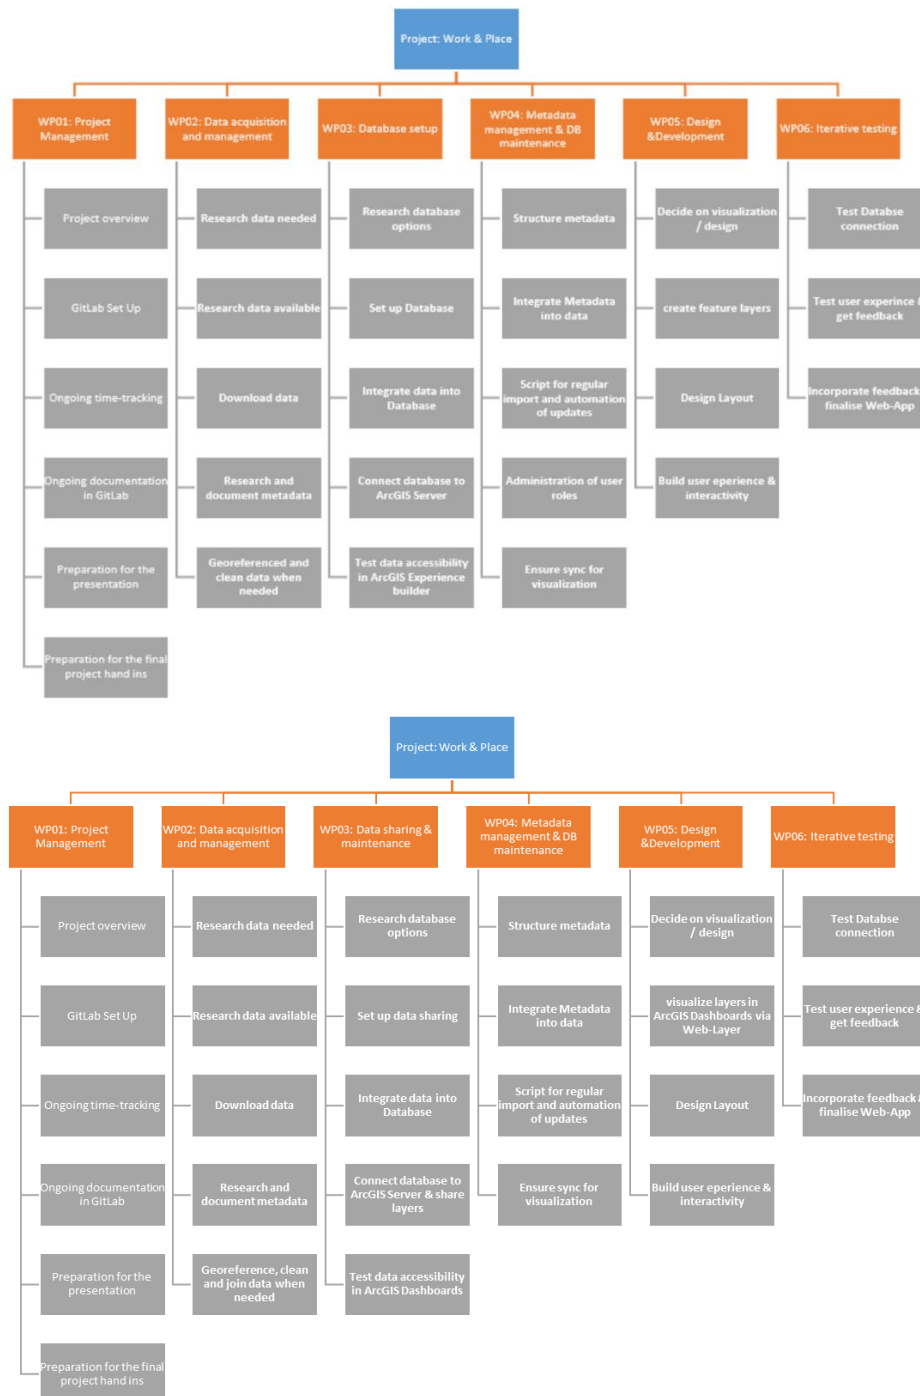 Project: Work & Place
WP01: Project
Management
WP02: Data acquisition
and management
WP03: Database setup
WP04: Metadata
management & DB
maintenance
WP05: Design
&Development
WP06: Iterative testing
Project overview
GitLab Set Up
Ongoing time-tracking
Ongoing documentation
in GitLab
Preparation for the
presentation
Preparation for the final
project hand ins
Research data needed
Research data available
Download data
Research and
document metadata
Georeferenced and
clean data when
needed
Research database
options
Set up Database
Integrate data into
Database
Connect database to
ArcGIS Server
Test data accessibility
in ArcGIS Experience
builder
Structure metadata
Integrate Metadata
into data
Script for regular
import and automation
of updates
Administration of user
roles
Ensure sync for
visualization
Decide on visualization
/ design
create feature layers
Design Layout
Build user eperience &
interactivity
Test Databse
connection
Test user experince &
get feedback
Incorporate feedback &
finalise Web-App
Project: Work & Place
WP01: Project
Management
WP02: Data acquisition
and management
WP03: Data sharing &
maintenance
WP04: Metadata
management & DB
maintenance
WP05: Design
&Development
WP06: Iterative testing
Project overview
GitLab Set Up
Ongoing time-tracking
Ongoing documentation
in GitLab
Preparation for the
presentation
Preparation for the final
project hand ins
Research data needed
Research data available
Download data
Research and
document metadata
Georeference, clean
and join data when
needed
Research database
options
Set up data sharing
Integrate data into
Database
Connect database to
ArcGIS Server & share
layers
Test data accessibility
in ArcGIS Dashboards
Structure metadata
Integrate Metadata
into data
Script for regular
import and automation
of updates
Ensure sync for
visualization
Decide on visualization
/ design
visualize layers in
ArcGIS Dashboards via
Web-Layer
Design Layout
Build user eperience &
interactivity
Test Databse
connection
Test user experience &
get feedback
Incorporate feedback &
finalise Web-App